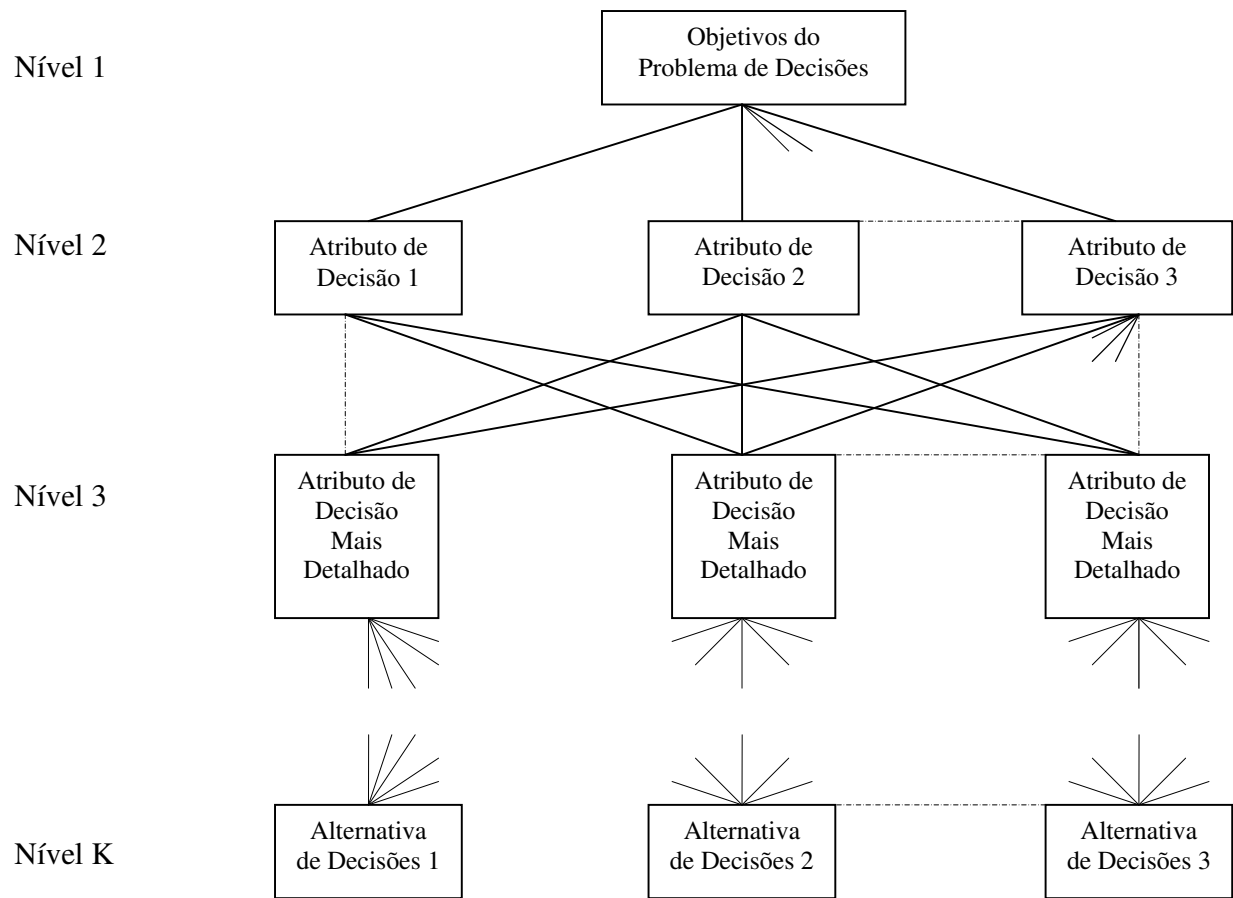 Nível 1
Objetivos do
Problema de Decisões
Nível 2
Atributo de
Decisão 1
Atributo de
Decisão 2
Atributo de
Decisão 3
Nível 3
Atributo de
Decisão
Mais
Detalhado
Atributo de
Decisão
Mais
Detalhado
Atributo de
Decisão
Mais
Detalhado
Nível K
Alternativa
de Decisões 1
Alternativa
de Decisões 2
Alternativa
de Decisões 3